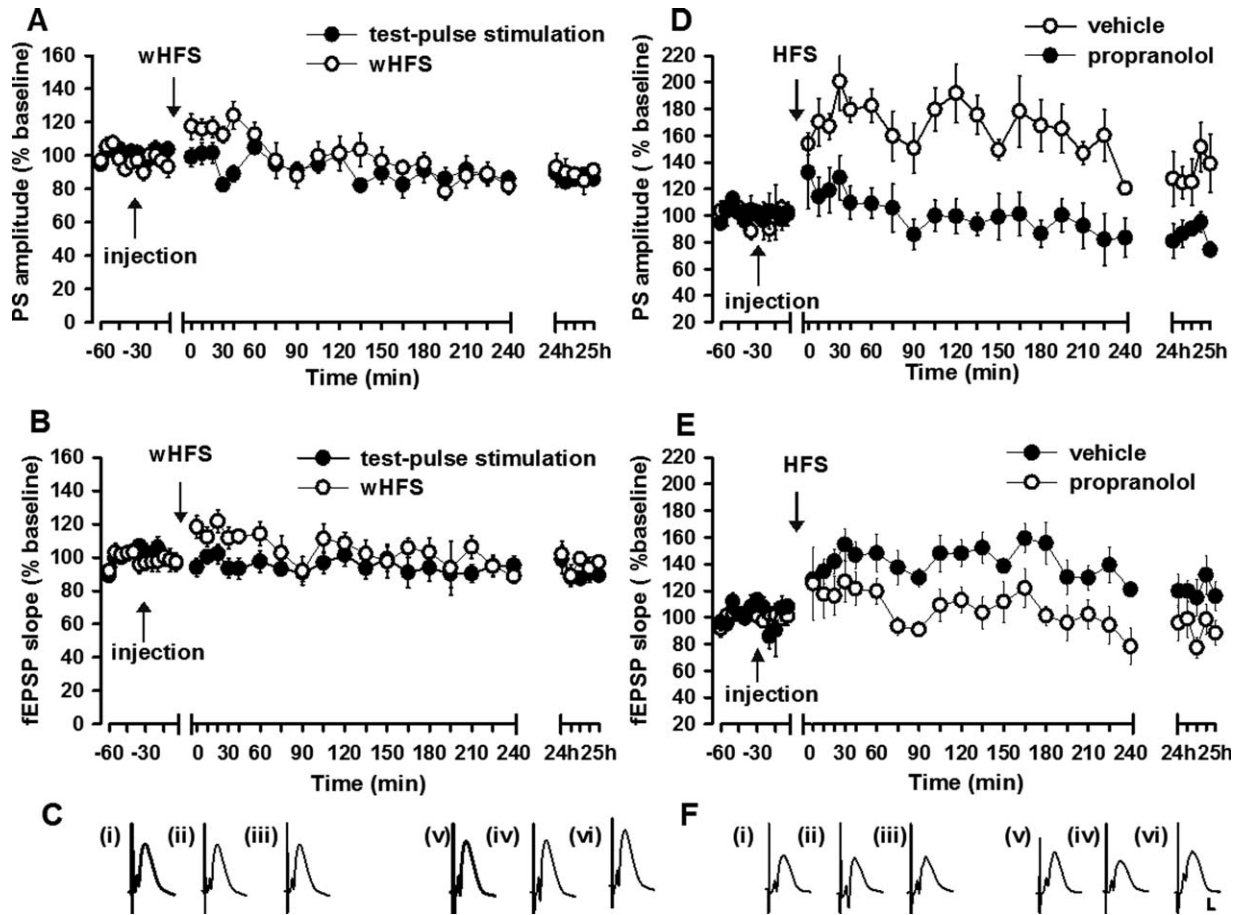 A
160
140
120
100
80
60
40
20
0
PS amplitude (% baseline)
wHFS
test-pulse stimulation
wHFS
injection
-60 -30 0 30 60 90 120 150 180 210 240 24h 25h
Time (min)
D
220
200
180
160
140
120
100
80
60
40
20
PS amplitude ( % baseline)
HFS
vehicle
propranolol
injection
-60 -30 0 30 60 90 120 150 180 210 240 24h 25h
Time (min)
B
160
140
120
100
80
60
40
20
0
fEPSP slope (% baseline)
wHFS
test-pulse stimulation
wHFS
injection
-60 -30 0 30 60 90 120 150 180 210 240 24h 25h
Time (min)
E
220
200
180
160
140
120
100
80
60
40
20
fEPSP slope ( %baseline)
HFS
vehicle
propranolol
injection
-60 -30 0 30 60 90 120 150 180 210 240 24h 25h
Time (min)
C
(i) (ii) (iii) (v) (iv) (vi)
F
(i) (ii) (iii) (v) (iv) (vi)